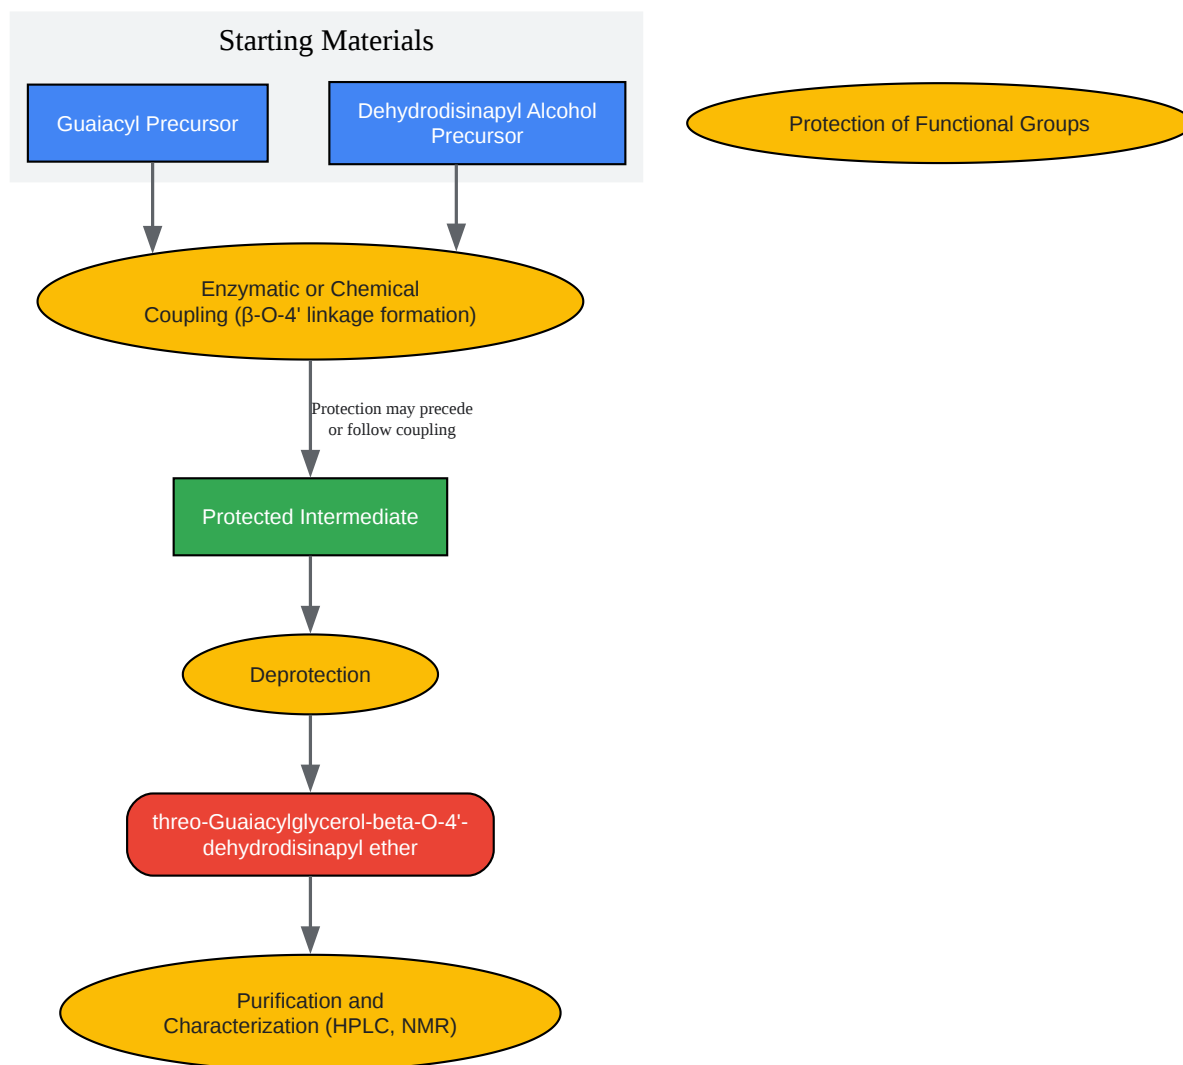 Starting Materials
Guaiacyl Precursor
Dehydrodisinapyl Alcohol
Precursor
Protection of Functional Groups
Enzymatic or Chemical
Coupling (β-O-4' linkage formation)
Protection may precede
or follow coupling
Protected Intermediate
Deprotection
threo-Guaiacylglycerol-beta-O-4'-
dehydrodisinapyl ether
Purification and
Characterization (HPLC, NMR)